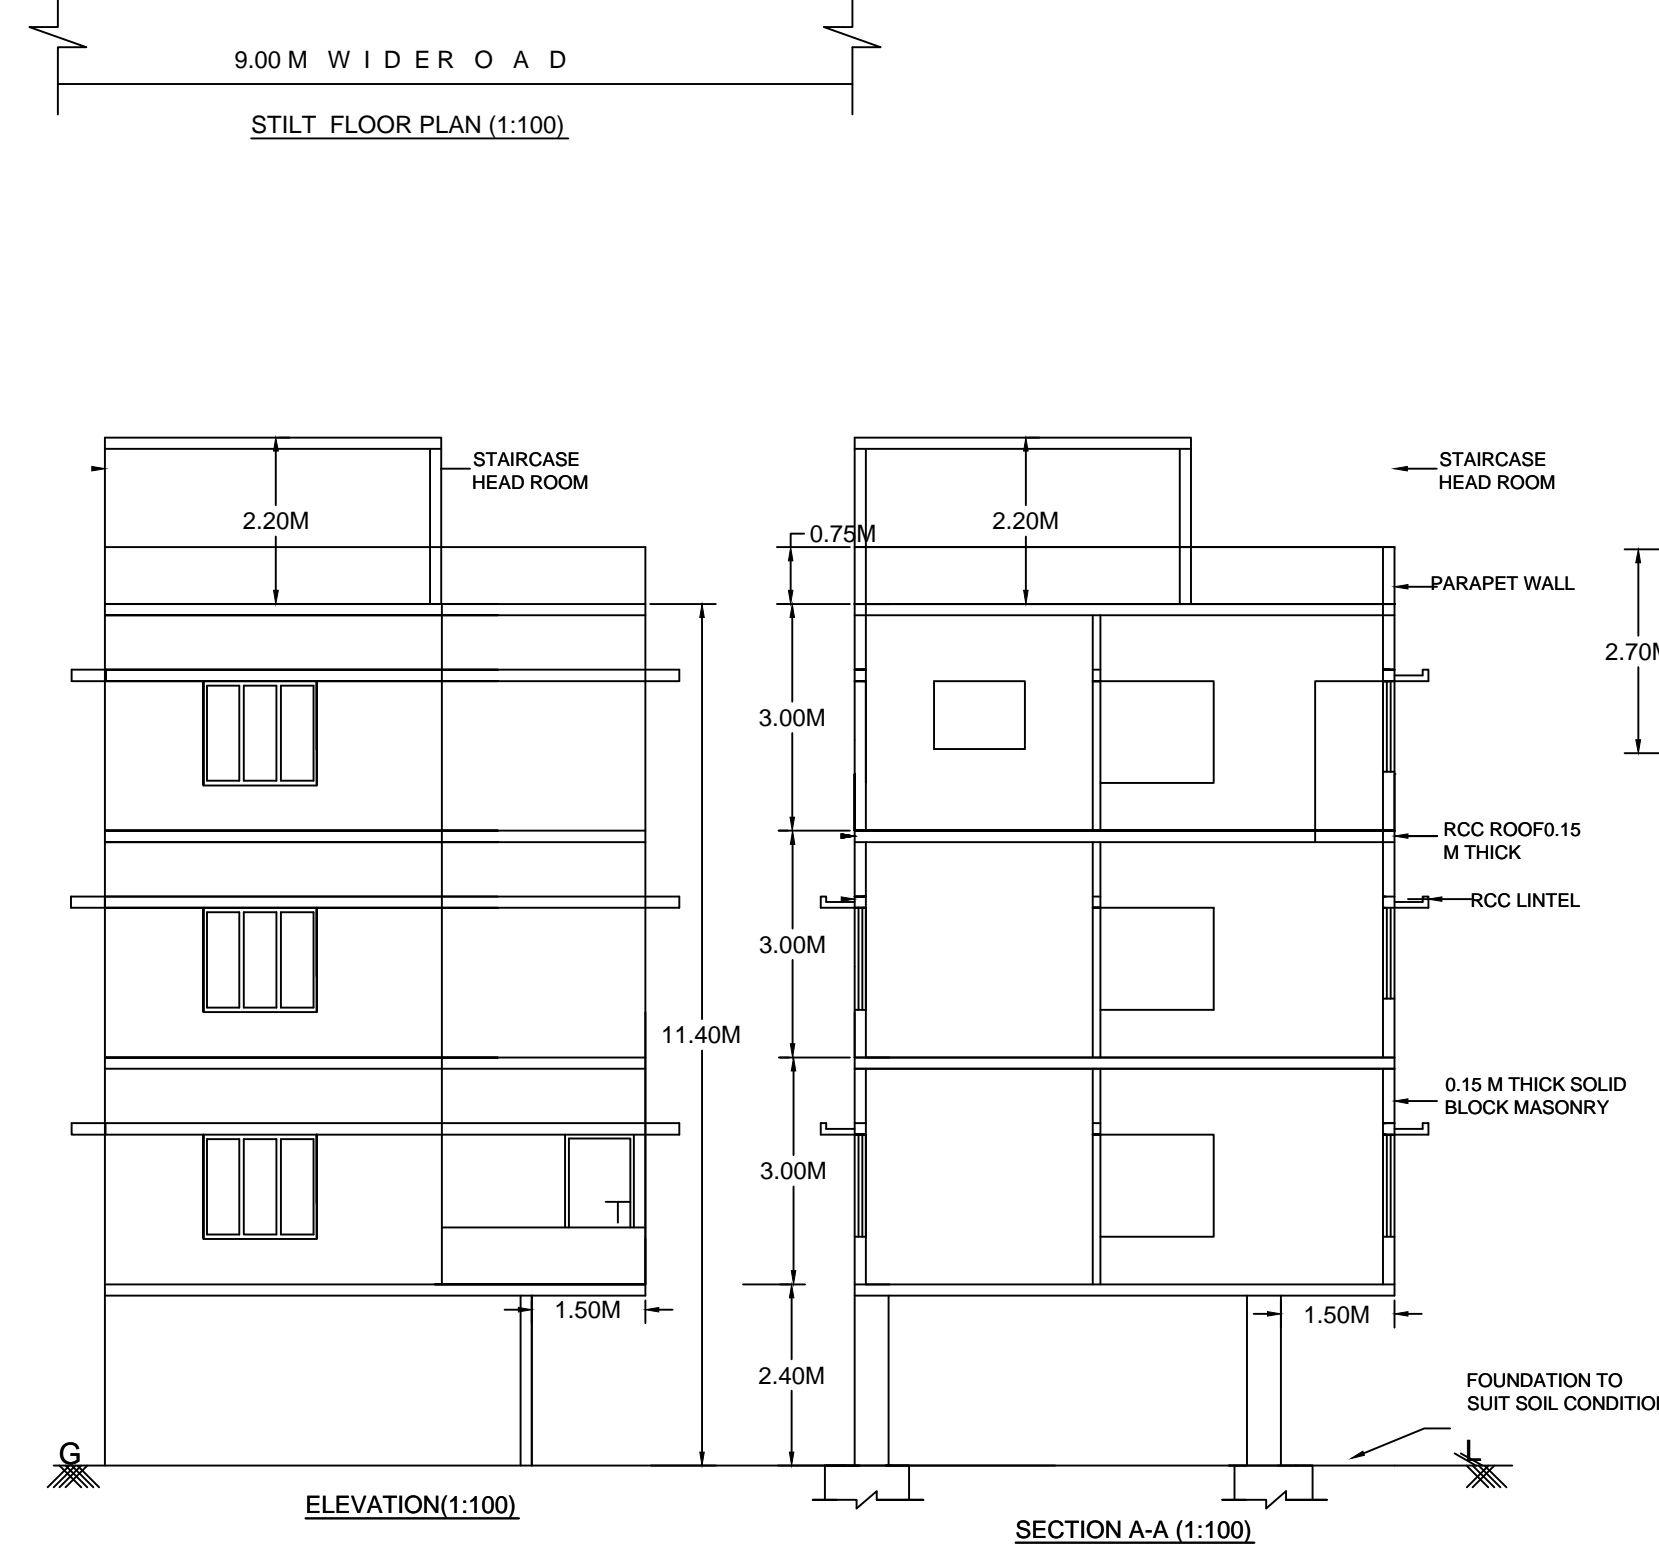 9.00 M W I D E R O A D
STILT FLOOR PLAN (1:100)
STAIRCASE
HEAD ROOM
2.20M
11.40M
1.50M
G
ELEVATION(1:100)
0.75M
2.20M
3.00M
3.00M
3.00M
2.40M
1.50M
STAIRCASE
HEAD ROOM
PARAPET WALL
2.70M
RCC ROOF0.15
M THICK
RCC LINTEL
0.15 M THICK SOLID
BLOCK MASONRY
FOUNDATION TO
SUIT SOIL CONDITION
L
SECTION A-A (1:100)